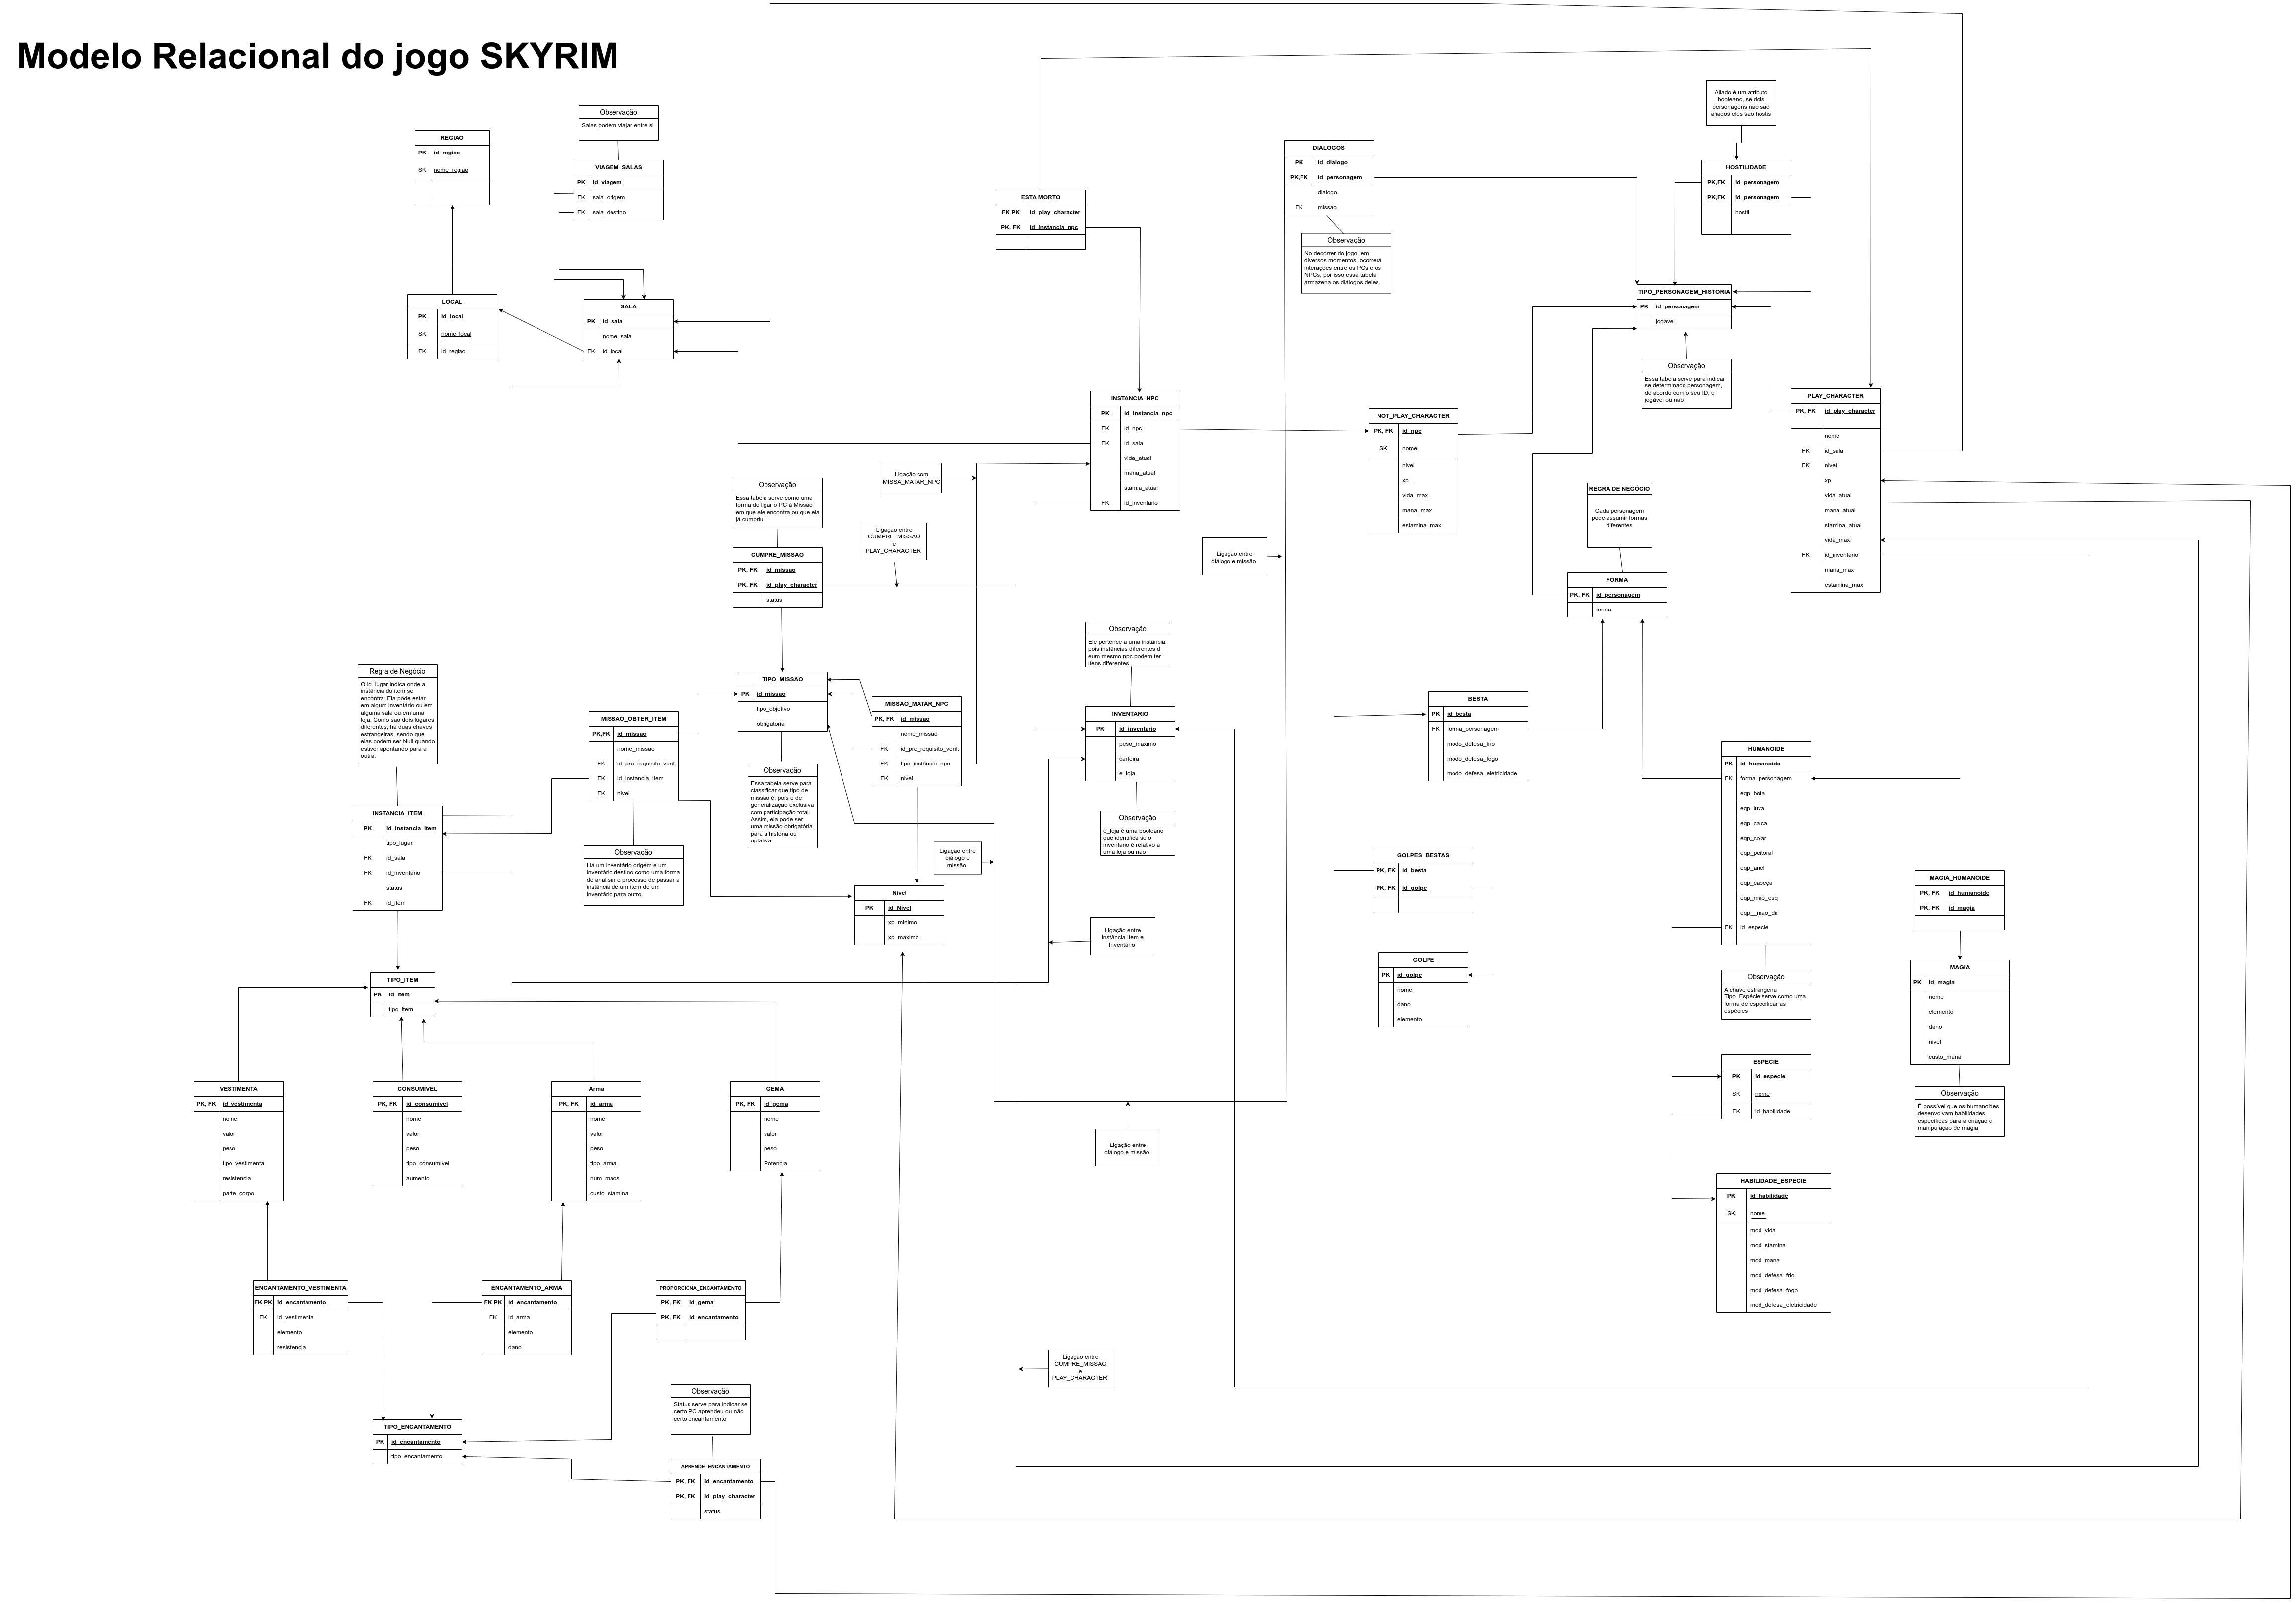 Modelo Relacional do jogo SKYRIM
Observação
Salas podem viajar entre si
REGIAO
PK id_regiao
SK nome_regiao
VIAGEM_SALAS
PK id_viagem
FK sala_origem
FK sala_destino
LOCAL
PK id_local
SK nome_local
FK id_regiao
SALA
PK id_sala
nome_sala
FK id_local
ESTA MORTO
FK PK id_play_character
PK, FK id_instancia_npc
DIALOGOS
PK id_dialogo
PK,FK id_personagem
dialogo
FK missao
Observação
No decorrer do jogo, em
diversos momentos, ocorrerá
interações entre os PCs e os
NPCs, por isso essa tabela
armazena os diálogos deles.
Aliado é um atributo
booleano, se dois
personagens naõ são
aliados eles são hostis
HOSTILIDADE
PK,FK id_personagem
PK,FK id_personagem
hostil
TIPO_PERSONAGEM_HISTORIA
PK id_personagem
jogavel
Observação
Essa tabela serve para indicar
se determinado personagem,
de acordo com o seu ID, é
jogável ou não
PLAY_CHARACTER
PK, FK id_play_character
nome
FK id_sala
FK nivel
xp
vida_atual
mana_atual
stamina_atual
vida_max
FK id_inventario
mana_max
estamina_max
INSTANCIA_NPC
PK id_instancia_npc
FK id_npc
FK id_sala
vida_atual
mana_atual
stamia_atual
FK id_inventario
NOT_PLAY_CHARACTER
PK, FK id_npc
SK nome
nivel
xp
vida_max
mana_max
estamina_max
Ligação com
MISSA_MATAR_NPC
Observação
Essa tabela serve como uma
forma de ligar o PC à Missão
em que ele encontra ou que ela
já cumpriu
Ligação entre
CUMPRE_MISSAO
e
PLAY_CHARACTER
CUMPRE_MISSAO
PK, FK id_missao
PK, FK id_play_character
status
Ligação entre
diálogo e missão
REGRA DE NEGÓCIO
Cada personagem
pode assumir formas
diferentes
FORMA
PK, FK id_personagem
forma
Observação
Ele pertence a uma instância,
pois instâncias diferentes d
eum mesmo npc podem ter
itens diferentes .
Regra de Negócio
O id_lugar indica onde a
instância do item se
encontra. Ela pode estar
em algum inventário ou em
alguma sala ou em uma
loja. Como são dois lugares
diferentes, há duas chaves
estrangeiras, sendo que
elas podem ser Null quando
estiver apontando para a
outra.
TIPO_MISSAO
PK id_missao
tipo_objetivo
obrigatoria
MISSAO_OBTER_ITEM
PK,FK id_missao
nome_missao
FK id_pre_requisito_verif.
FK id_instancia_item
FK nivel
MISSAO_MATAR_NPC
PK, FK id_missao
nome_missao
FK id_pre_requisito_verif.
FK tipo_instância_npc
FK nivel
INVENTARIO
PK id_inventario
peso_maximo
carteira
e_loja
BESTA
PK id_besta
FK forma_personagem
modo_defesa_frio
modo_defesa_fogo
modo_defesa_eletricidade
HUMANOIDE
PK id_humanoide
FK forma_personagem
eqp_bota
eqp_luva
eqp_calca
eqp_colar
eqp_peitoral
eqp_anel
eqp_cabeça
eqp_mao_esq
eqp__mao_dir
FK id_especie
Observação
Essa tabela serve para
classificar que tipo de
missão é, pois é de
generalização exclusiva
com participação total.
Assim, ela pode ser
uma missão obrigatória
para a história ou
optativa.
INSTANCIA_ITEM
PK id_instancia_item
tipo_lugar
FK id_sala
FK id_inventario
status
FK id_item
Observação
Há um inventário origem e um
inventário destino como uma forma
de analisar o processo de passar a
instância de um item de um
inventário para outro.
Ligação entre
diálogo e
missão
Observação
e_loja é uma booleano
que identifica se o
inventário é relativo a
uma loja ou não
GOLPES_BESTAS
PK, FK id_besta
PK, FK id_golpe
Nivel
PK id_Nivel
xp_minimo
xp_maximo
Ligação entre
instância Item e
Inventário
MAGIA_HUMANOIDE
PK, FK id_humanoide
PK, FK id_magia
TIPO_ITEM
PK id_item
tipo_item
GOLPE
PK id_golpe
nome
dano
elemento
Observação
A chave estrangeira
Tipo_Espécie serve como uma
forma de especificar as
espécies
MAGIA
PK id_magia
nome
elemento
dano
nivel
custo_mana
Observação
É possível que os humanoides
desenvolvam habilidades
específicas para a criação e
manipulação de magia.
ESPECIE
PK id_especie
SK nome
FK id_habilidade
VESTIMENTA
PK, FK id_vestimenta
nome
valor
peso
tipo_vestimenta
resistencia
parte_corpo
CONSUMIVEL
PK, FK id_consumivel
nome
valor
peso
tipo_consumivel
aumento
Arma
PK, FK id_arma
nome
valor
peso
tipo_arma
num_maos
custo_stamina
GEMA
PK, FK id_gema
nome
valor
peso
Potencia
Ligação entre
diálogo e missão
HABILIDADE_ESPECIE
PK id_habilidade
SK nome
mod_vida
mod_stamina
mod_mana
mod_defesa_frio
mod_defesa_fogo
mod_defesa_eletricidade
ENCANTAMENTO_VESTIMENTA
FK PK id_encantamento
FK id_vestimenta
elemento
resistencia
ENCANTAMENTO_ARMA
FK PK id_encantamento
FK id_arma
elemento
dano
PROPORCIONA_ENCANTAMENTO
PK, FK id_gema
PK, FK id_encantamento
Ligação entre
CUMPRE_MISSAO
e
PLAY_CHARACTER
Observação
Status serve para indicar se
certo PC aprendeu ou não
certo encantamento
TIPO_ENCANTAMENTO
PK id_encantamento
tipo_encantamento
APRENDE_ENCANTAMENTO
PK, FK id_encantamento
PK, FK id_play_character
status